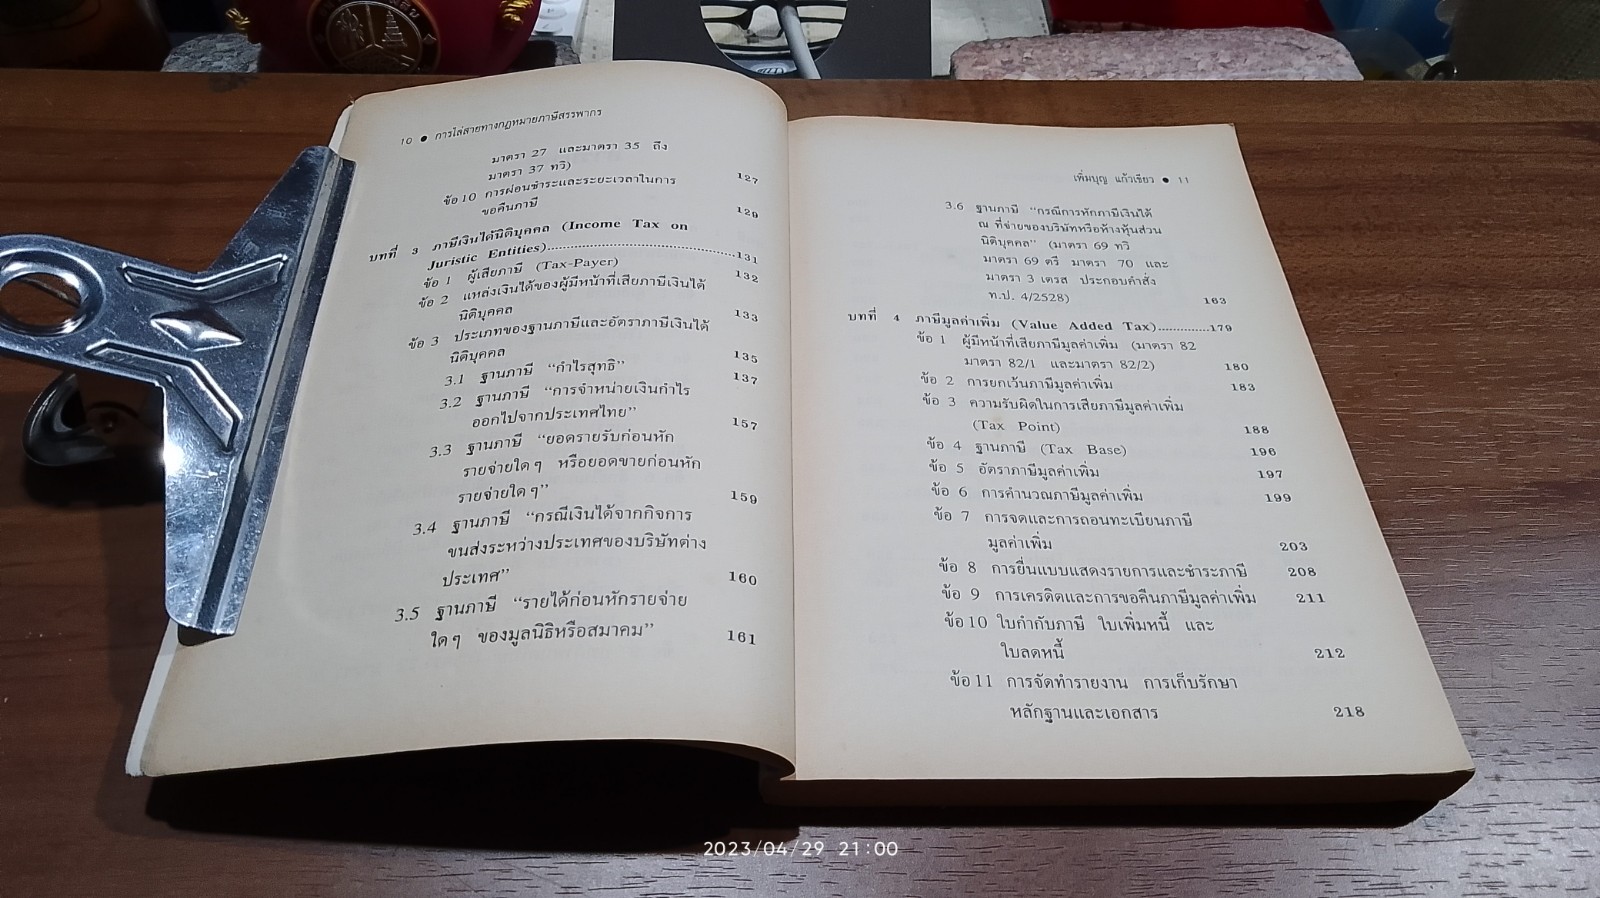 10 ● การไล่สายทางกฎหมายภาษีสรรพากร
มาตรา 27 และมาตรา 35 ถึง
มาตรา 37 ทวิ) 127
ข้อ 10 การผ่อนชำระและระยะเวลาในการ
ขอคืนภาษี 129
บทที่ 3 ภาษีเงินได้นิติบุคคล (Income Tax on
Juristic Entities)..........................................131
ข้อ 1 ผู้เสียภาษี (Tax-Payer) 132
ข้อ 2 แหล่งเงินได้ของผู้มีหน้าที่เสียภาษีเงินได้
นิติบุคคล 133
ข้อ 3 ประเภทของฐานภาษีและอัตราภาษีเงินได้
นิติบุคคล 135
3.1 ฐานภาษี “กำไรสุทธิ” 137
3.2 ฐานภาษี “การจำหน่ายเงินกำไร
ออกไปจากประเทศไทย” 157
3.3 ฐานภาษี “ยอดรายรับก่อนหัก
รายจ่ายใดๆ หรือยอดขายก่อนหัก
รายจ่ายใดๆ” 159
3.4 ฐานภาษี “กรณีเงินได้จากกิจการ
ขนส่งระหว่างประเทศของบริษัทต่าง
ประเทศ” 160
3.5 ฐานภาษี “รายได้ก่อนหักรายจ่าย
ใดๆ ของมูลนิธิหรือสมาคม” 161
เพิ่มบุญ แก้วเขียว ● 11
3.6 ฐานภาษี “กรณีการหักภาษีเงินได้
ณ ที่จ่ายของบริษัทหรือห้างหุ้นส่วน
นิติบุคคล” (มาตรา 69 ทวิ
มาตรา 69 ตรี มาตรา 70 และ
มาตรา 3 เตรส ประกอบคำสั่ง
ท.ป. 4/2528) 163
บทที่ 4 ภาษีมูลค่าเพิ่ม (Value Added Tax).............179
ข้อ 1 ผู้มีหน้าที่เสียภาษีมูลค่าเพิ่ม (มาตรา 82
มาตรา 82/1 และมาตรา 82/2) 180
ข้อ 2 การยกเว้นภาษีมูลค่าเพิ่ม 183
ข้อ 3 ความรับผิดในการเสียภาษีมูลค่าเพิ่ม
(Tax Point) 188
ข้อ 4 ฐานภาษี (Tax Base) 196
ข้อ 5 อัตราภาษีมูลค่าเพิ่ม 197
ข้อ 6 การคำนวณภาษีมูลค่าเพิ่ม 199
ข้อ 7 การจดและการถอนทะเบียนภาษี
มูลค่าเพิ่ม 203
ข้อ 8 การยื่นแบบแสดงรายการและชำระภาษี 208
ข้อ 9 การเครดิตและการขอคืนภาษีมูลค่าเพิ่ม 211
ข้อ 10 ใบกำกับภาษี ใบเพิ่มหนี้ และ
ใบลดหนี้ 212
ข้อ 11 การจัดทำรายงาน การเก็บรักษา
หลักฐานและเอกสาร 218
2023/04/29 21:00